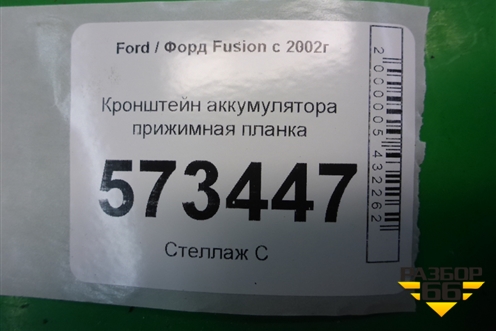 Ford / Форд Fusion с 2002г
Кронштейн аккумулятора
прижимная планка
573447
Стеллаж С
2000005432262
РАЗБОР
66